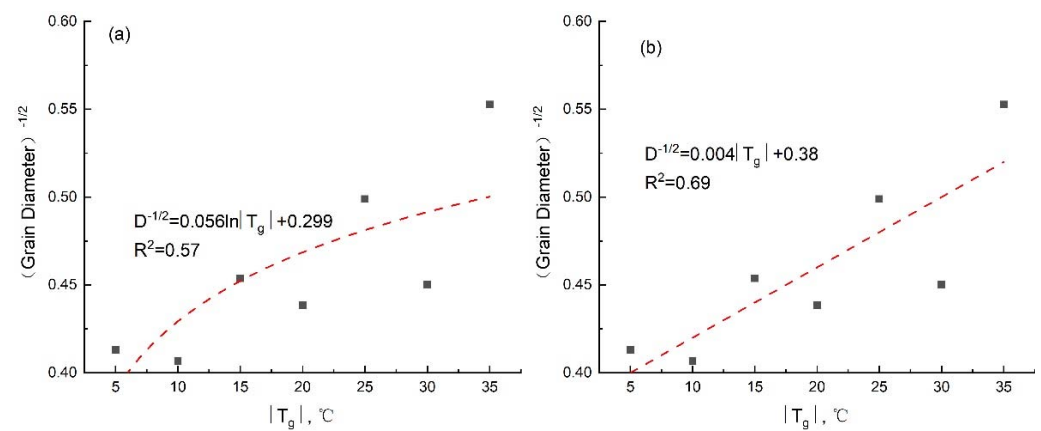 (a)
0.60
0.55
0.50
0.45
0.40
(Grain Diameter) -1/2
D-1/2=0.056ln|Tg|+0.299
R2=0.57
5 10 15 20 25 30 35
|Tg|, ℃
(b)
0.60
0.55
0.50
0.45
0.40
(Grain Diameter) -1/2
D-1/2=0.004|Tg|+0.38
R2=0.69
5 10 15 20 25 30 35
|Tg|, ℃